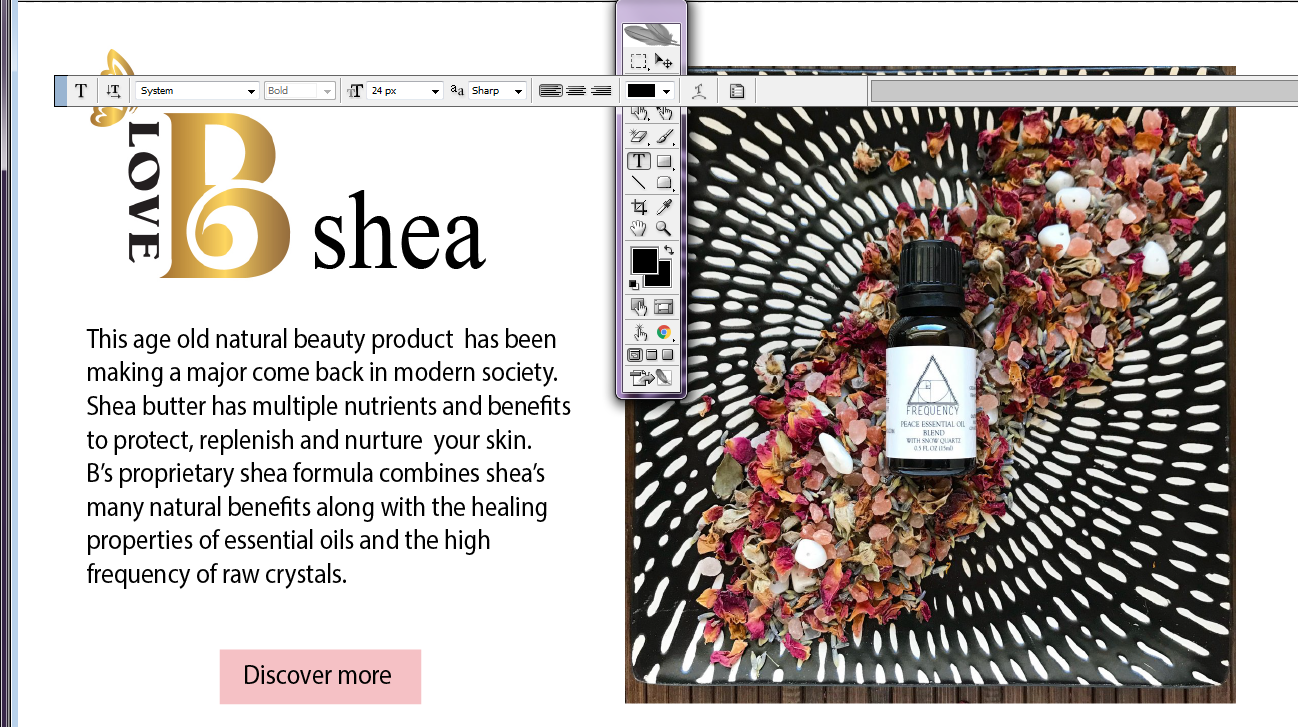 T
System
Bold
24 px
aa
Sharp
T
LOVE
B shea
This age old natural beauty product has been
making a major come back in modern society.
Shea butter has multiple nutrients and benefits
to protect, replenish and nurture your skin.
B’s proprietary shea formula combines shea’s
many natural benefits along with the healing
properties of essential oils and the high
frequency of raw crystals.
Discover more
FREQUENCY
PEACE ESSENTIAL OIL
BLEND
WITH SNOW QUARTZ
0.5 FL OZ (15ml)